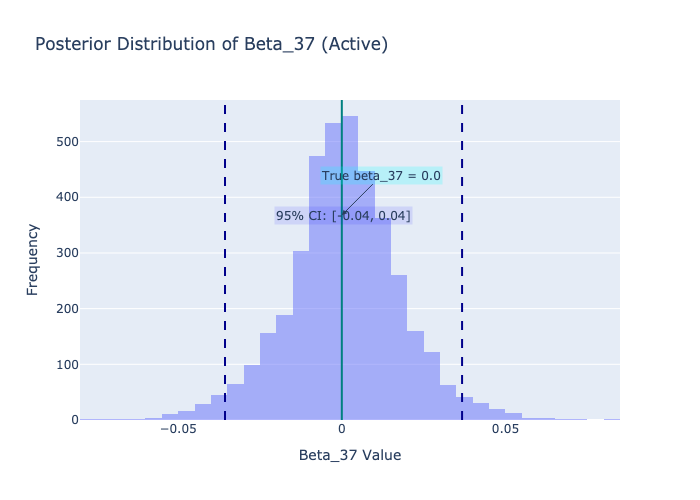 Posterior Distribution of Beta_37 (Active)
500
400
300
200
100
0
Frequency
True beta_37 = 0.0
95% CI: [-0.04, 0.04]
−0.05
0
0.05
Beta_37 Value